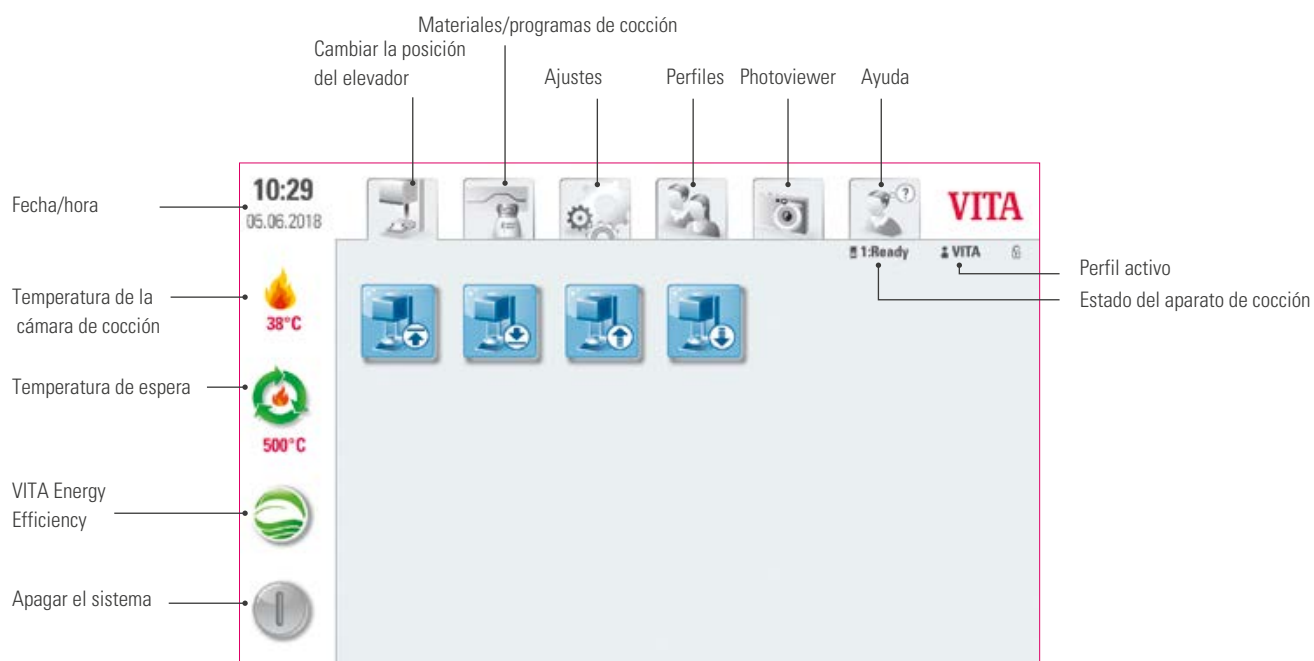 Materiales/programas de cocción
Cambiar la posición
del elevador
Ajustes
Perfiles
Photoviewer
Ayuda
Fecha/hora
10:29
05.06.2018
?
VITA
1:Ready
VITA
Perfil activo
Estado del aparato de cocción
Temperatura de la
cámara de cocción
38°C
Temperatura de espera
500°C
VITA Energy
Efficiency
Apagar el sistema